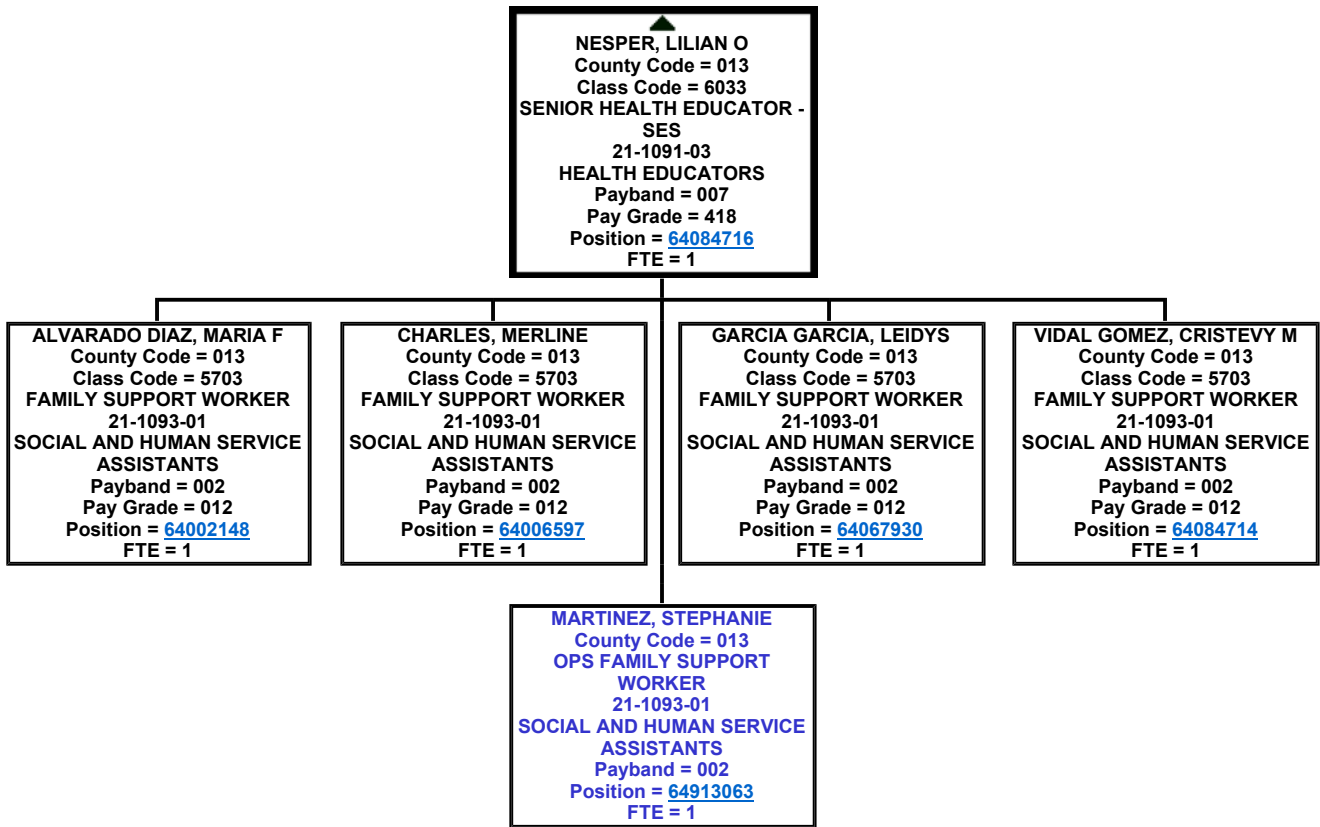 NESPER, LILIAN O
County Code = 013
Class Code = 6033
SENIOR HEALTH EDUCATOR -
SES
21-1091-03
HEALTH EDUCATORS
Payband = 007
Pay Grade = 418
Position = 64084716
FTE = 1
ALVARADO DIAZ, MARIA F
County Code = 013
Class Code = 5703
FAMILY SUPPORT WORKER
21-1093-01
SOCIAL AND HUMAN SERVICE
ASSISTANTS
Payband = 002
Pay Grade = 012
Position = 64002148
FTE = 1
CHARLES, MERLINE
County Code = 013
Class Code = 5703
FAMILY SUPPORT WORKER
21-1093-01
SOCIAL AND HUMAN SERVICE
ASSISTANTS
Payband = 002
Pay Grade = 012
Position = 64006597
FTE = 1
GARCIA GARCIA, LEIDYS
County Code = 013
Class Code = 5703
FAMILY SUPPORT WORKER
21-1093-01
SOCIAL AND HUMAN SERVICE
ASSISTANTS
Payband = 002
Pay Grade = 012
Position = 64067930
FTE = 1
VIDAL GOMEZ, CRISTEVY M
County Code = 013
Class Code = 5703
FAMILY SUPPORT WORKER
21-1093-01
SOCIAL AND HUMAN SERVICE
ASSISTANTS
Payband = 002
Pay Grade = 012
Position = 64084714
FTE = 1
MARTINEZ, STEPHANIE
County Code = 013
OPS FAMILY SUPPORT
WORKER
21-1093-01
SOCIAL AND HUMAN SERVICE
ASSISTANTS
Payband = 002
Position = 64913063
FTE = 1